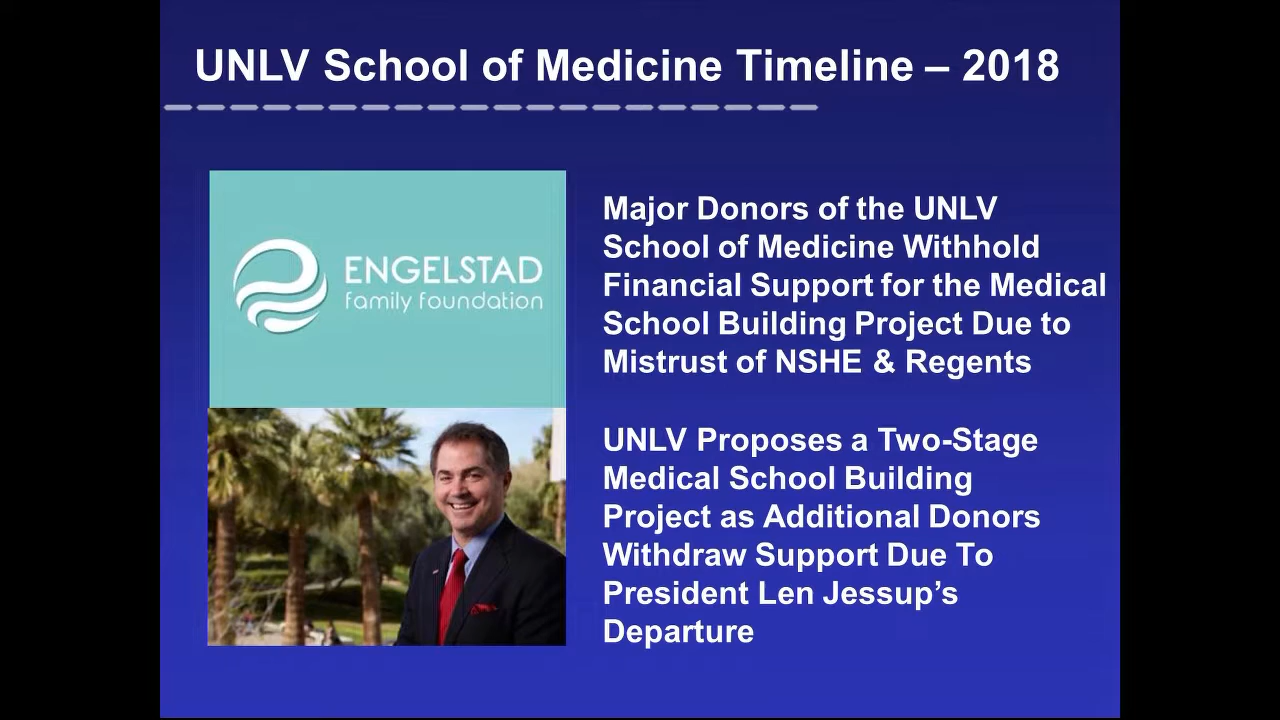 UNLV School of Medicine Timeline – 2018
ENGELSTAD
family foundation
Major Donors of the UNLV
School of Medicine Withhold
Financial Support for the Medical
School Building Project Due to
Mistrust of NSHE & Regents
UNLV Proposes a Two-Stage
Medical School Building
Project as Additional Donors
Withdraw Support Due To
President Len Jessup’s
Departure